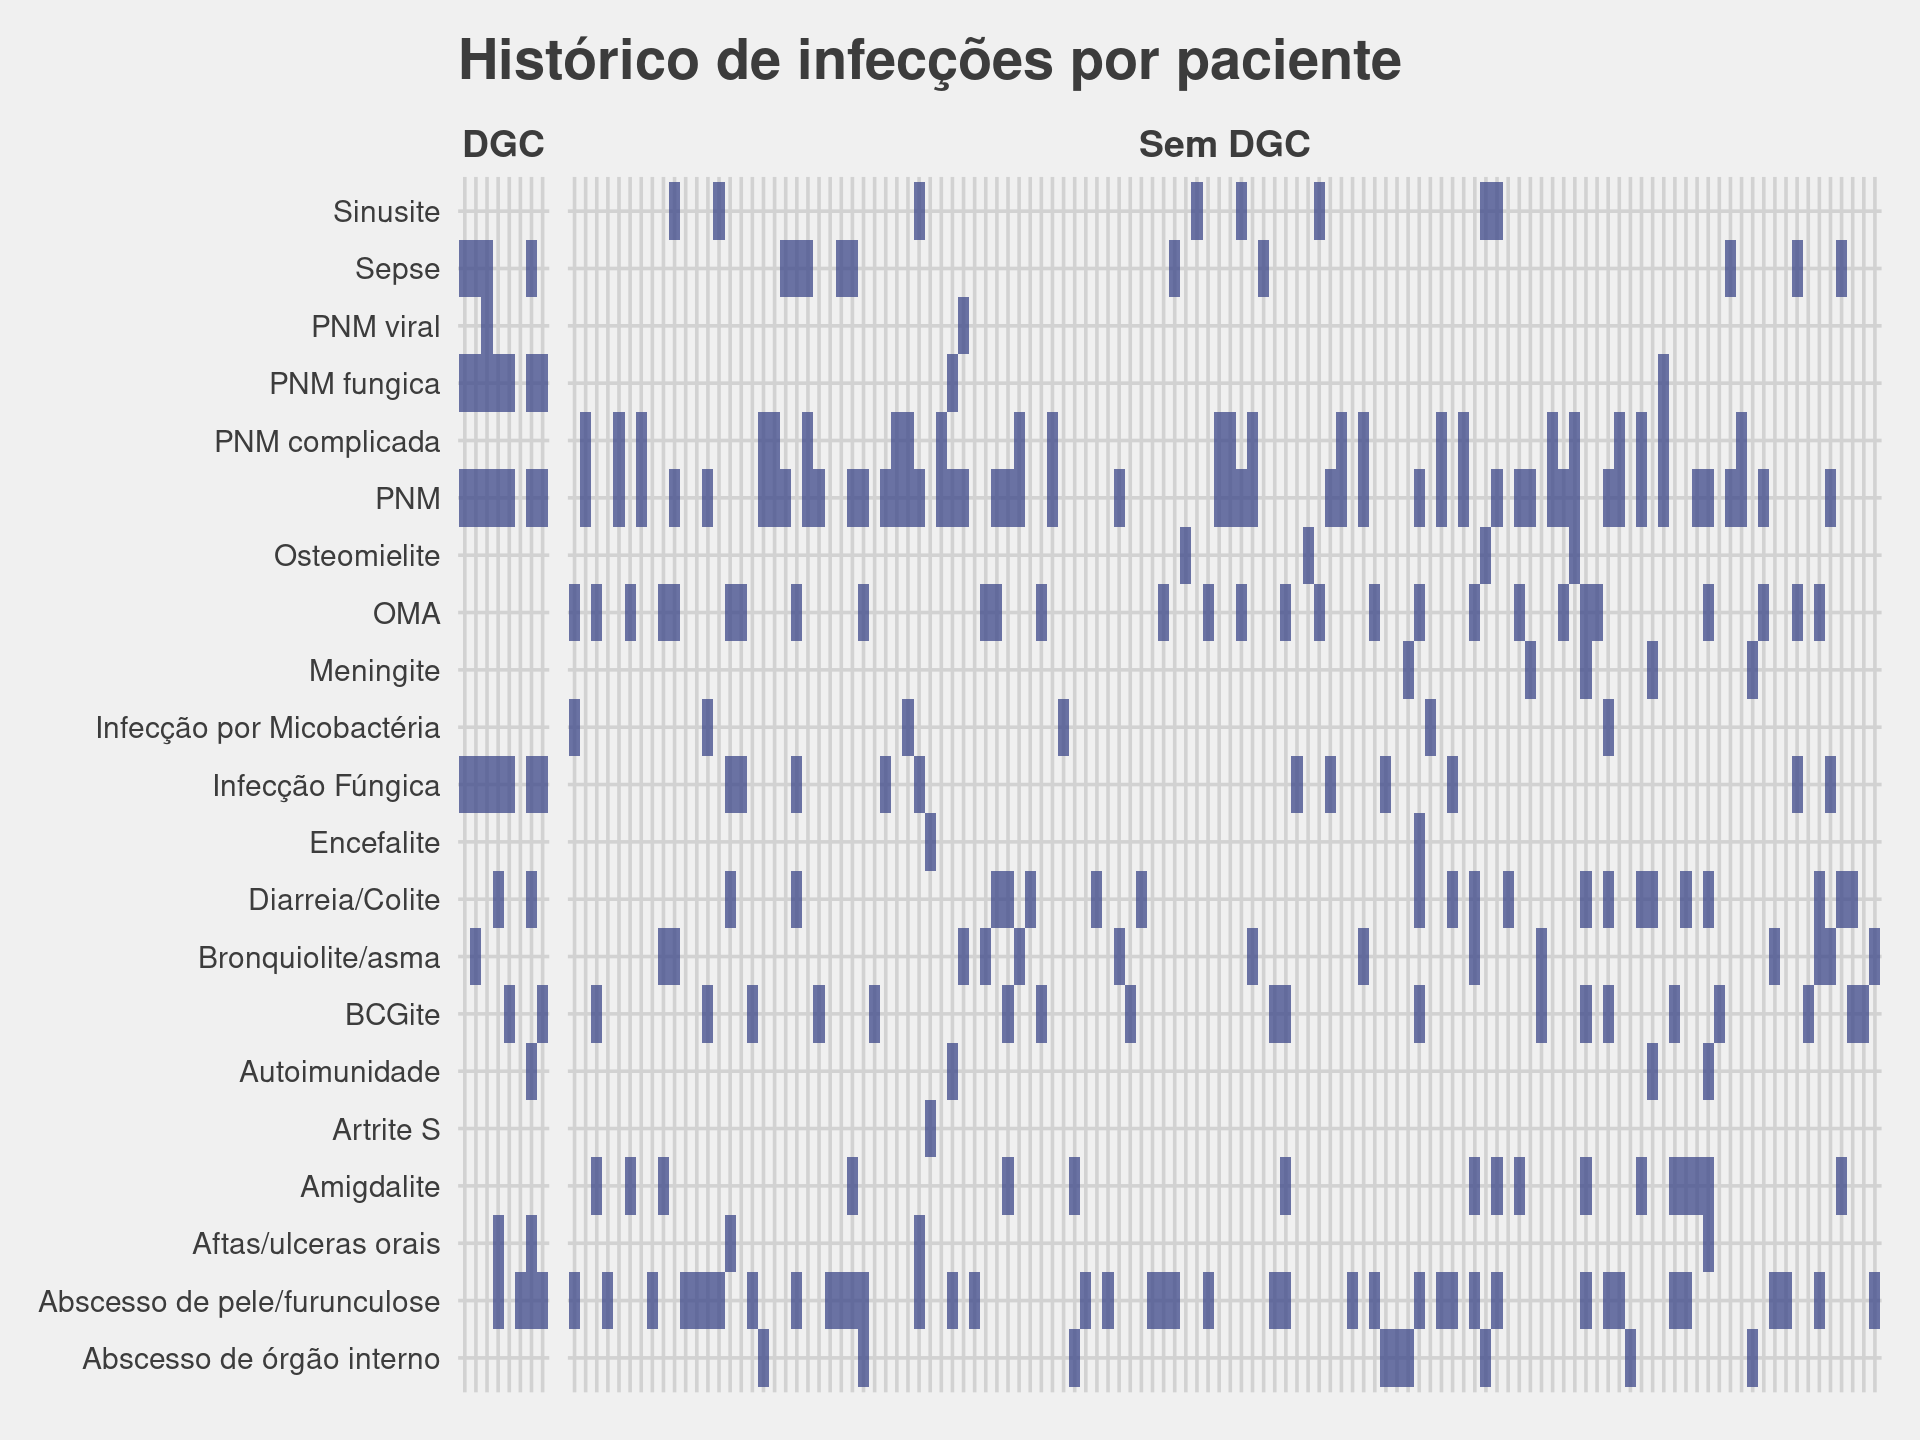 Histórico de infecções por paciente
DGC
Sem DGC
Sinusite
Sepse
PNM viral
PNM fungica
PNM complicada
PNM
Osteomielite
OMA
Meningite
Infecção por Micobactéria
Infecção Fúngica
Encefalite
Diarreia/Colite
Bronquiolite/asma
BCGite
Autoimunidade
Artrite S
Amigdalite
Aftas/ulceras orais
Abscesso de pele/furunculose
Abscesso de órgão interno